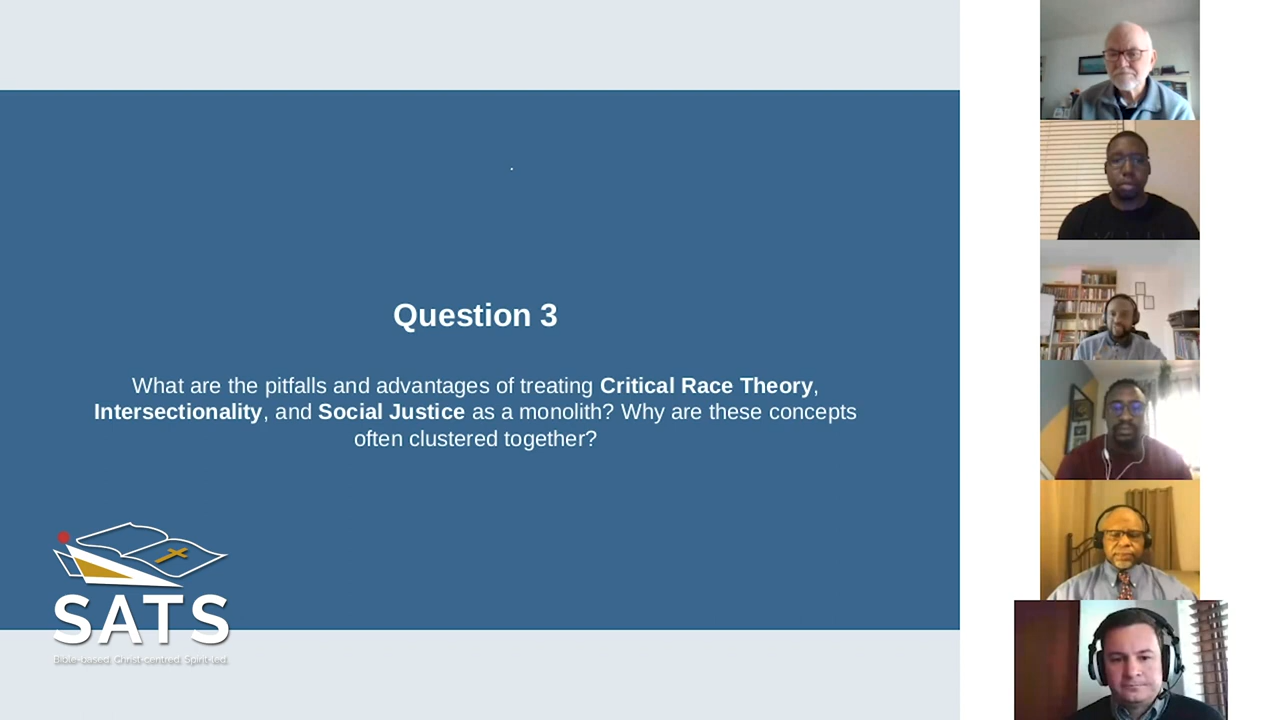 Question 3
What are the pitfalls and advantages of treating Critical Race Theory,
Intersectionality, and Social Justice as a monolith? Why are these concepts
often clustered together?
SATS
Bible-based. Christ-centred. Spirit-led.